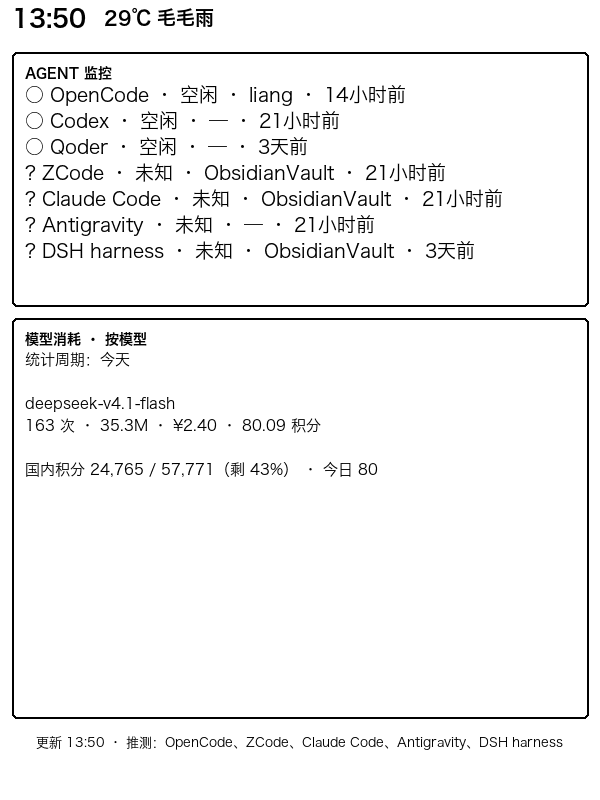 13:50 29°C 毛毛雨
AGENT 监控
○ OpenCode · 空闲 · liang · 14小时前
○ Codex · 空闲 · — · 21小时前
○ Qoder · 空闲 · — · 3天前
? ZCode · 未知 · ObsidianVault · 21小时前
? Claude Code · 未知 · ObsidianVault · 21小时前
? Antigravity · 未知 · — · 21小时前
? DSH harness · 未知 · ObsidianVault · 3天前
模型消耗 · 按模型
统计周期：今天
deepseek-v4.1-flash
163 次 · 35.3M · ¥2.40 · 80.09 积分
国内积分 24,765 / 57,771（剩 43%） · 今日 80
更新 13:50 · 推测：OpenCode、ZCode、Claude Code、Antigravity、DSH harness